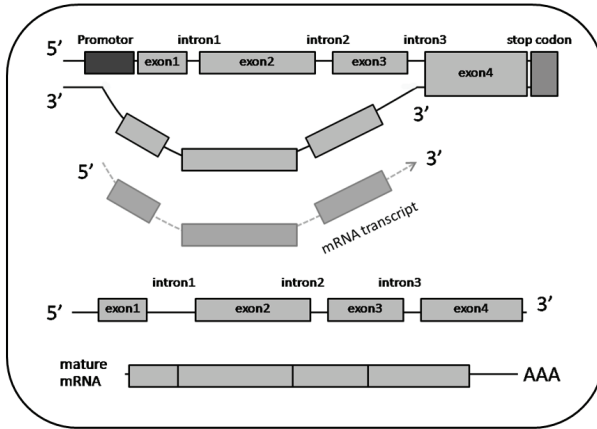 Promotor
intron1
intron2
intron3
stop codon
5’
exon1
exon2
exon3
exon4
3’
3’
5’
3’
mRNA transcript
intron1
intron2
intron3
5’
exon1
exon2
exon3
exon4
3’
mature
mRNA
AAA